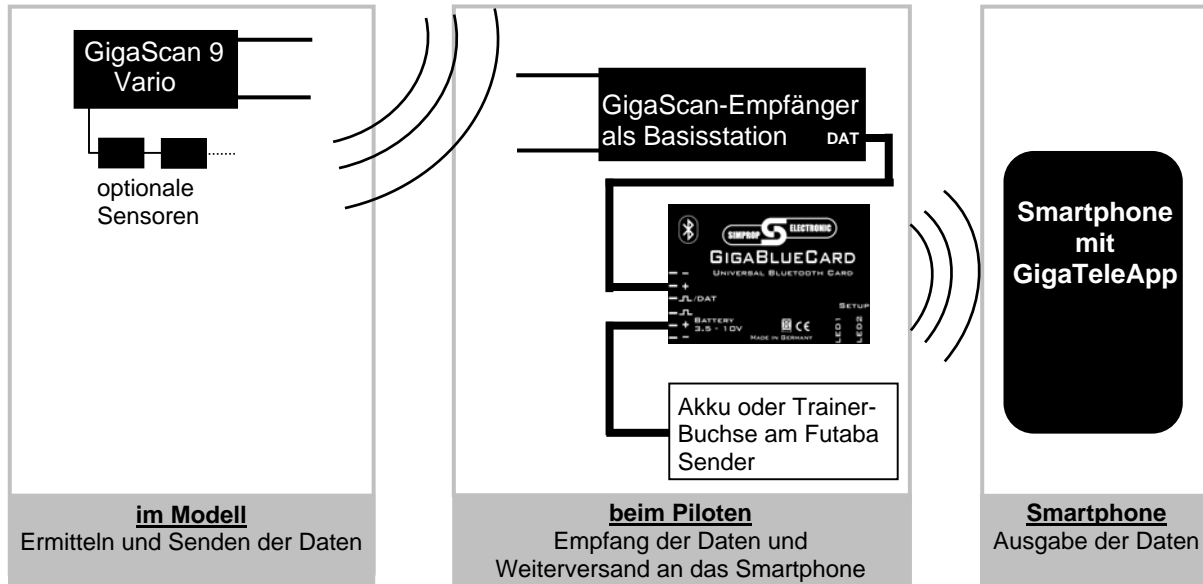 GigaScan 9
Vario
optionale
Sensoren
im Modell
Ermitteln und Senden der Daten
GigaScan-Empfänger
als Basisstation DAT
SIMPROP ELECTRONIC
GIGABLUECARD
UNIVERSAL BLUETOOTH CARD
−
+
/DAT
SETUP
+ BATTERY
3.5 - 10V
−
MADE IN GERMANY
CE
LED1
LED2
Akku oder Trainer-
Buchse am Futaba
Sender
beim Piloten
Empfang der Daten und
Weiterversand an das Smartphone
Smartphone
mit
GigaTeleApp
Smartphone
Ausgabe der Daten